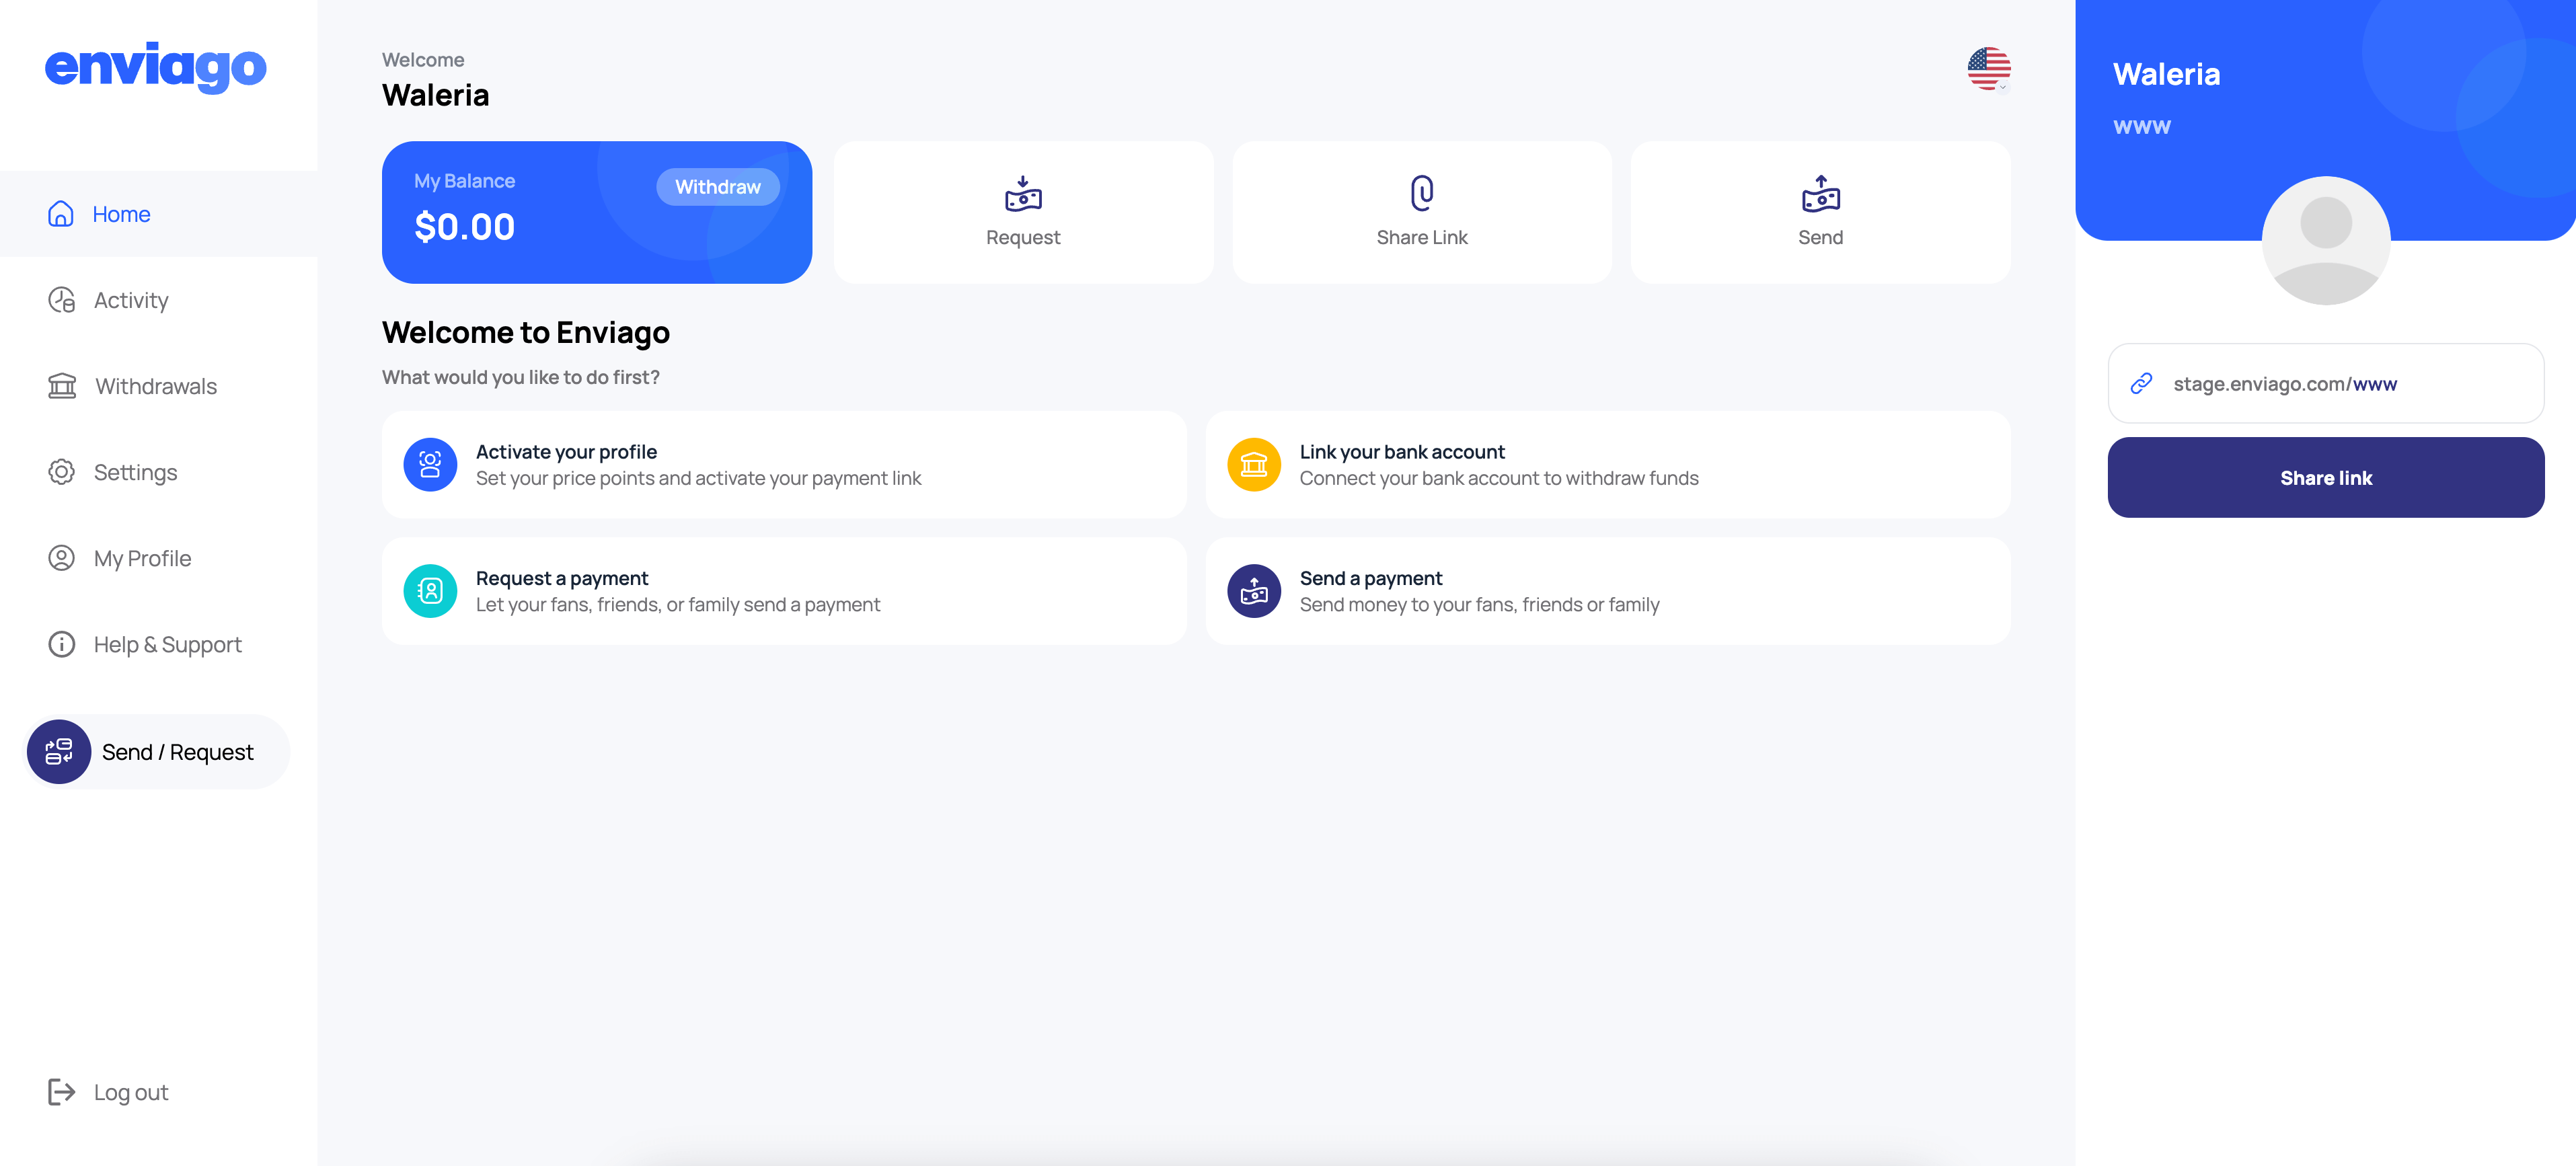 enviago
Home
Activity
Withdrawals
Settings
My Profile
Help & Support
Send / Request
Log out
Welcome
Waleria
My Balance
Withdraw
$0.00
Request
Share Link
Send
Welcome to Enviago
What would you like to do first?
Activate your profile
Set your price points and activate your payment link
Link your bank account
Connect your bank account to withdraw funds
Request a payment
Let your fans, friends, or family send a payment
Send a payment
Send money to your fans, friends or family
Waleria
www
stage.enviago.com/www
Share link